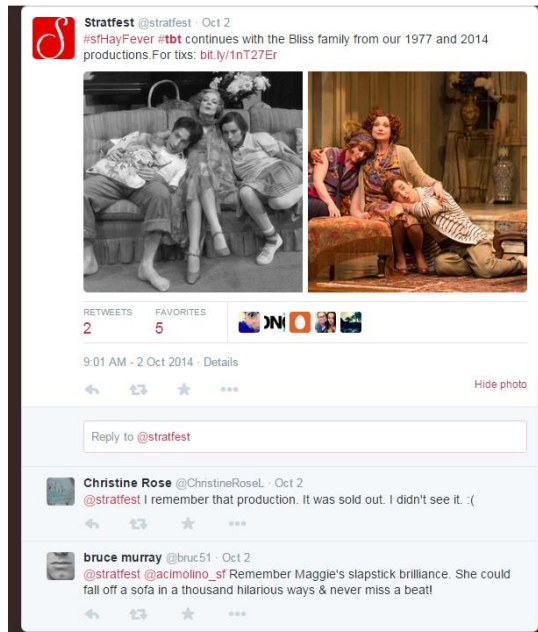 Stratfest @stratfest · Oct 2
#sfHayFever #tbt continues with the Bliss family from our 1977 and 2014
productions.For tixs: bit.ly/1nT27Er
RETWEETS FAVORITES
2 5
9:01 AM - 2 Oct 2014 · Details
Hide photo
Reply to @stratfest
Christine Rose @ChristineRoseL · Oct 2
@stratfest I remember that production. It was sold out. I didn't see it. :(
bruce murray @bruc51 · Oct 2
@stratfest @acimolino_sf Remember Maggie's slapstick brilliance. She could
fall off a sofa in a thousand hilarious ways & never miss a beat!